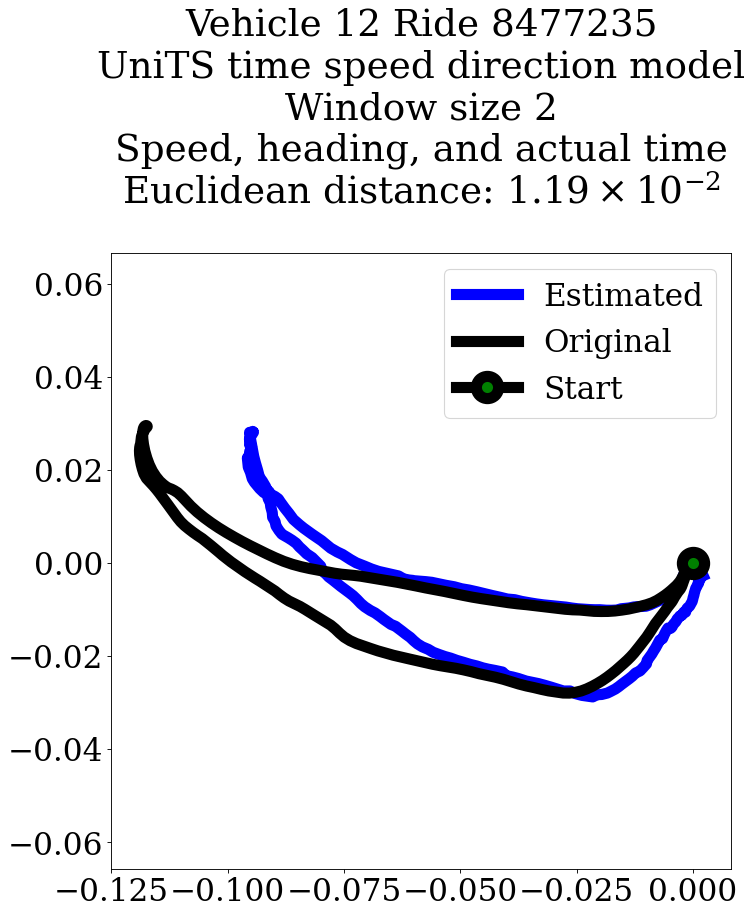 Vehicle 12 Ride 8477235
UniTS time speed direction model
Window size 2
Speed, heading, and actual time
Euclidean distance: 1.19 × 10⁻²
Estimated
Original
Start
0.06
0.04
0.02
0.00
−0.02
−0.04
−0.06
−0.125 −0.100 −0.075 −0.050 −0.025 0.000